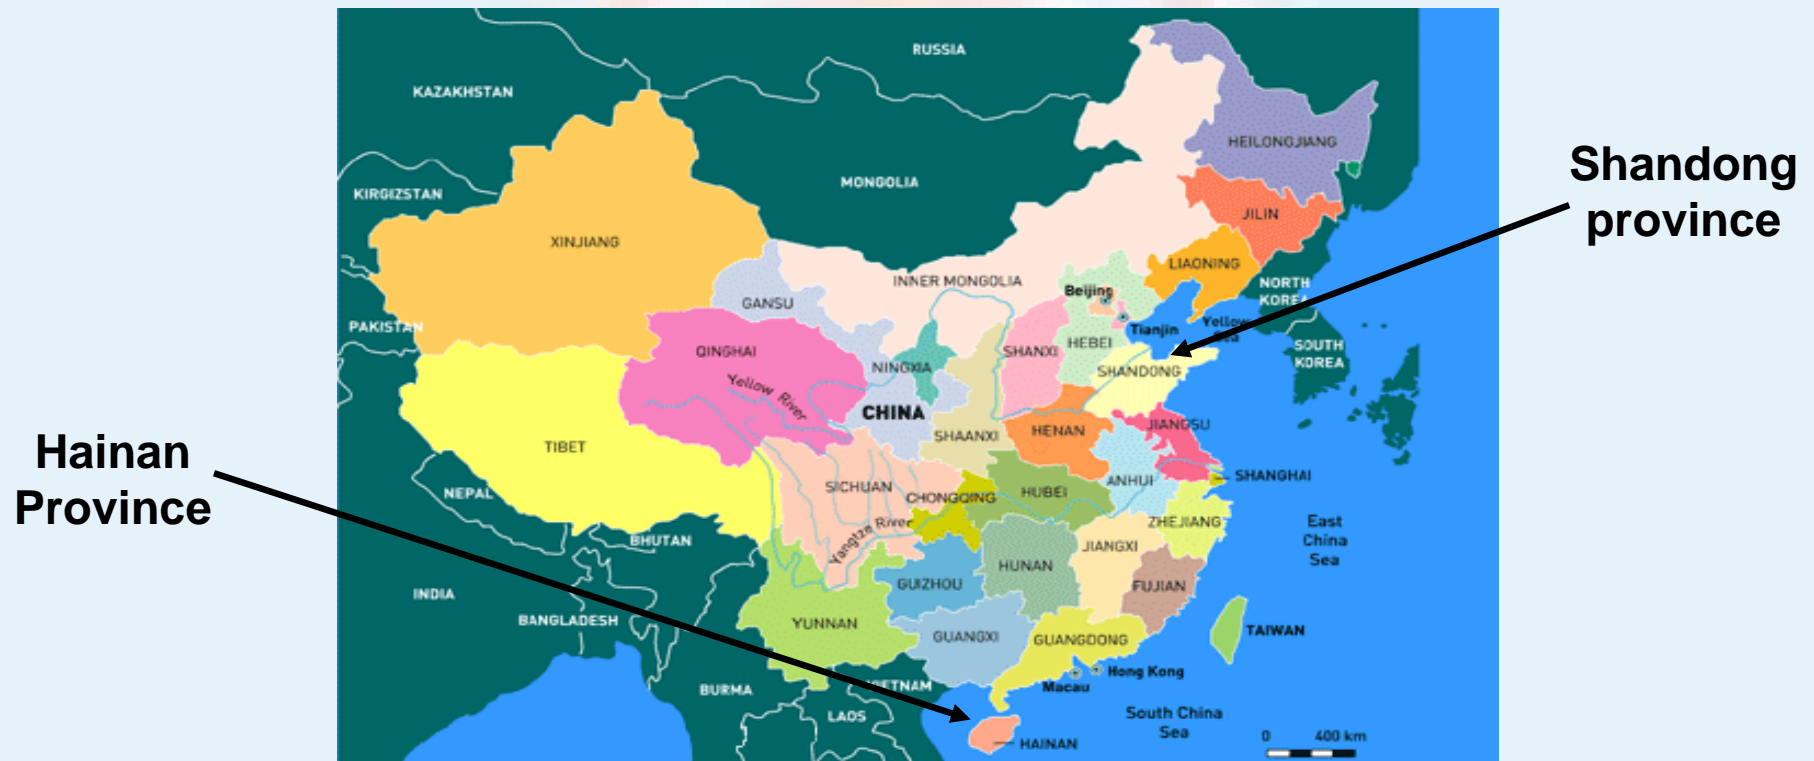 RUSSIA
KAZAKHSTAN
HEILONGJIANG
Shandong
province
KIRGIZSTAN
MONGOLIA
JILIN
XINJIANG
LIAONING
INNER MONGOLIA
Beijing
NORTH
KOREA
GANSU
Tianjin
Yellow
Sea
PAKISTAN
QINGHAI
SHANXI
HEBEI
SOUTH
KOREA
NINGXIA
SHANDONG
Yellow River
CHINA
JIANGSU
Hainan
Province
TIBET
SHAANXI
HENAN
SHANGHAI
NEPAL
SICHUAN
CHONGQING
HUBEI
ANHUI
Yangtze River
ZHEJIANG
East
China
Sea
BHUTAN
JIANGXI
HUNAN
GUIZHOU
FUJIAN
INDIA
BANGLADESH
YUNNAN
GUANGXI
GUANGDONG
TAIWAN
Hong Kong
Macau
BURMA
VIETNAM
LAOS
South China
Sea
HAINAN
0 400 km